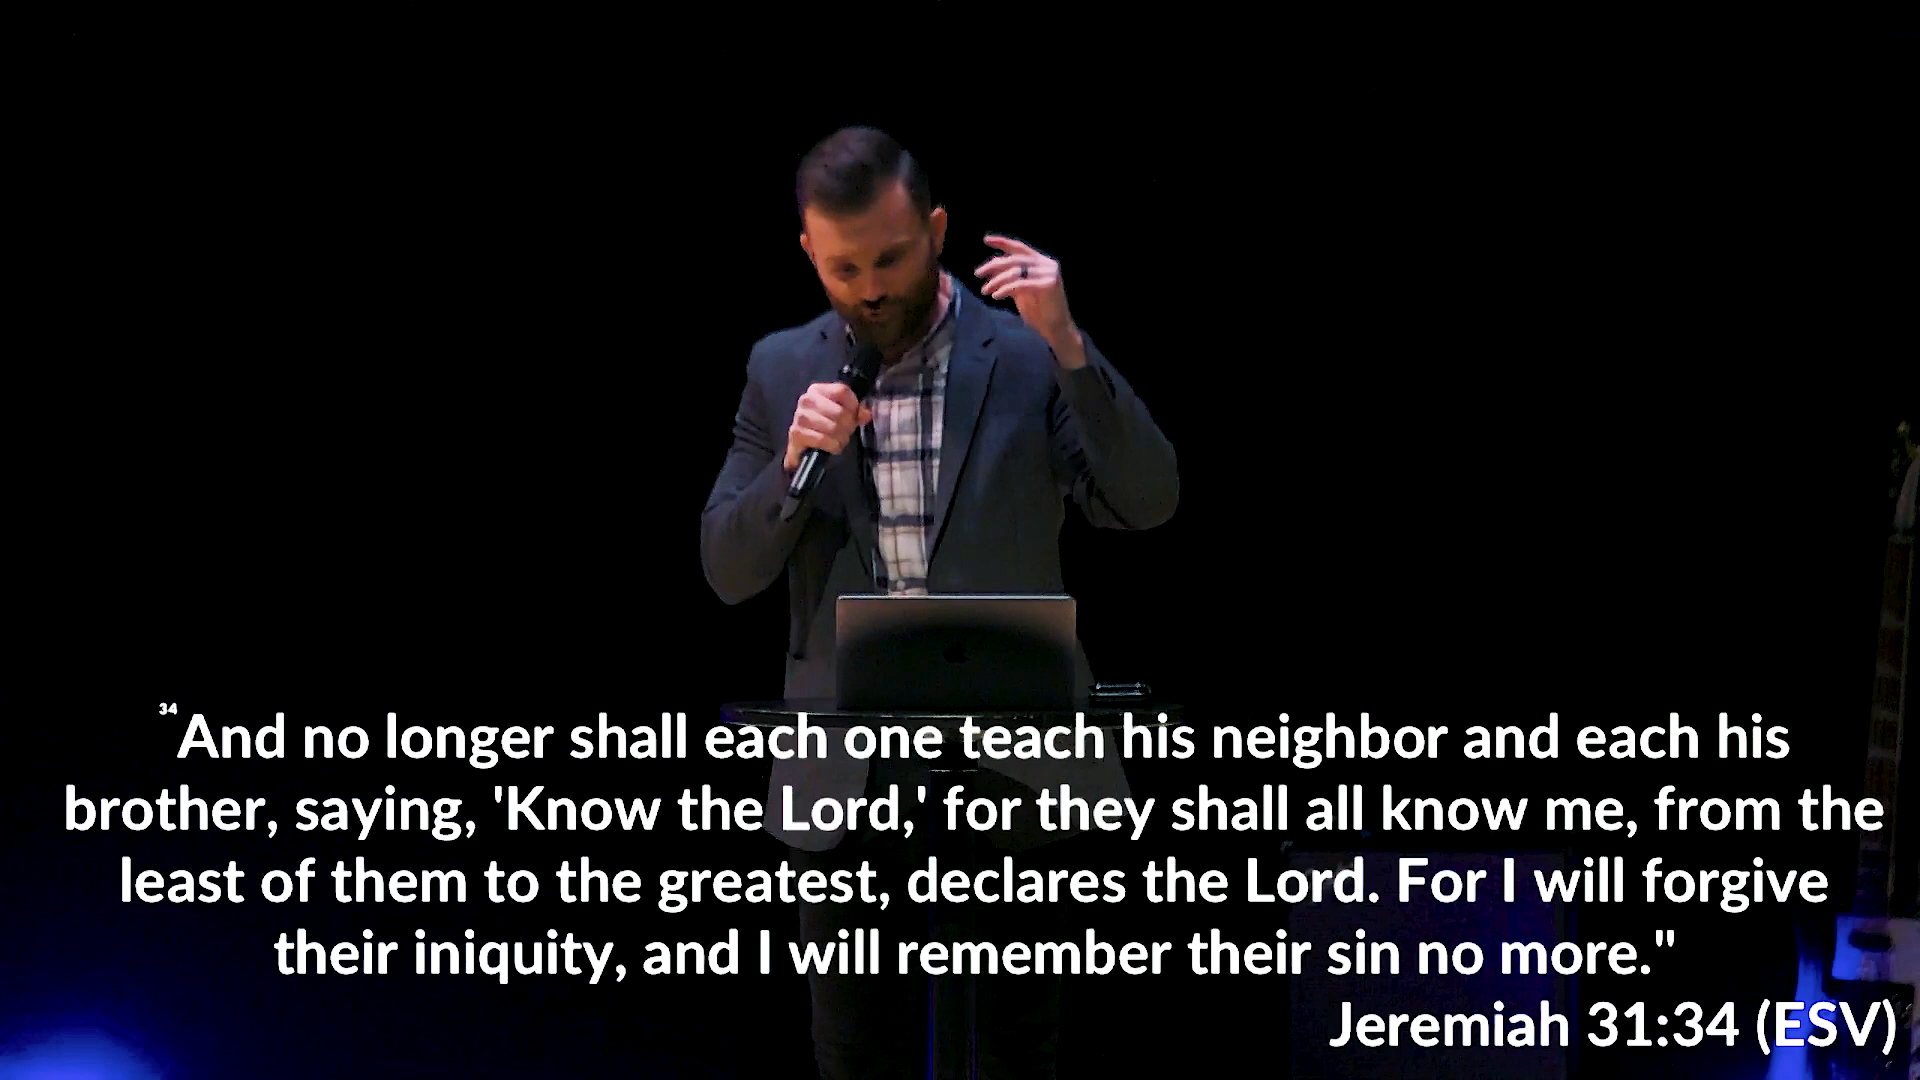 34And no longer shall each one teach his neighbor and each his
brother, saying, 'Know the Lord,' for they shall all know me, from the
least of them to the greatest, declares the Lord. For I will forgive
their iniquity, and I will remember their sin no more."
Jeremiah 31:34 (ESV)